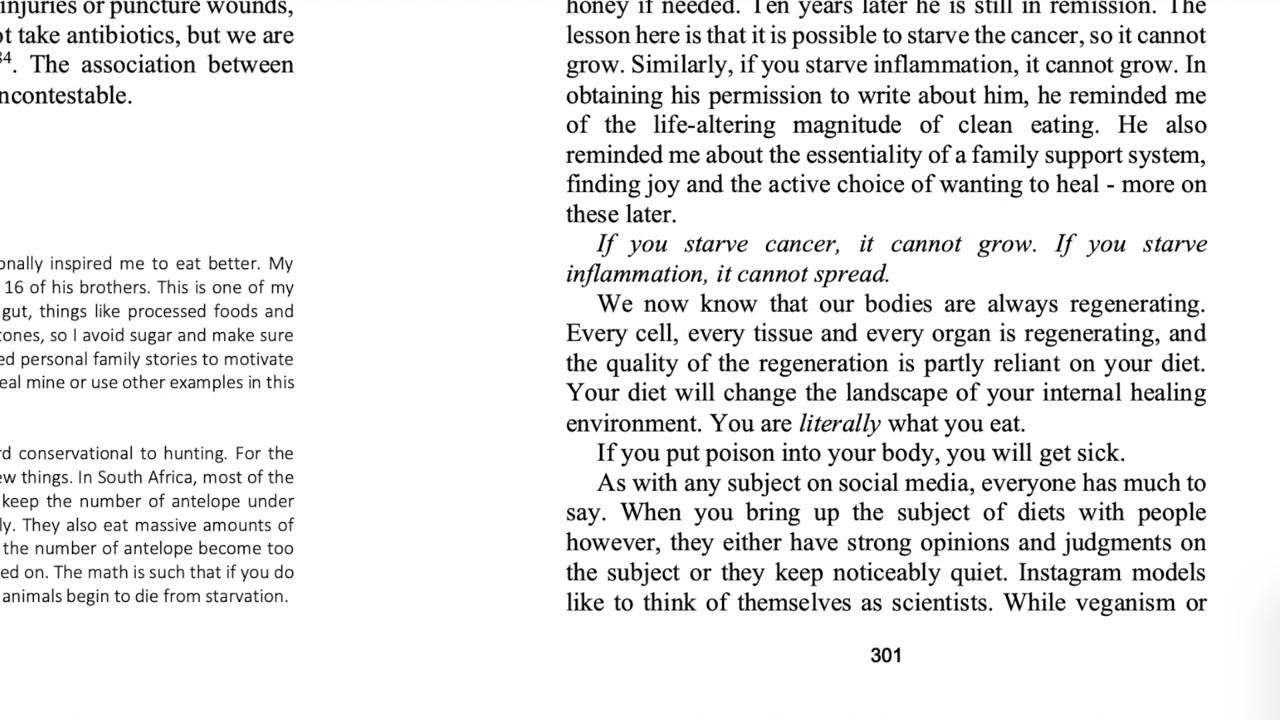 injuries or puncture wounds,
take antibiotics, but we are
34. The association between
onally inspired me to eat better. My
16 of his brothers. This is one of my
gut, things like processed foods and
so I avoid sugar and make sure
personal family stories to motivate
mine or use other examples in this
conservational to hunting. For the
things. In South Africa, most of the
keep the number of antelope under
They also eat massive amounts of
the number of antelope become too
on. The math is such that if you do
animals begin to die from starvation.
honey if needed. Ten years later he is still in remission. The
lesson here is that it is possible to starve the cancer, so it cannot
grow. Similarly, if you starve inflammation, it cannot grow. In
obtaining his permission to write about him, he reminded me
of the life-altering magnitude of clean eating. He also
reminded me about the essentiality of a family support system,
finding joy and the active choice of wanting to heal - more on
these later.
If you starve cancer, it cannot grow. If you starve
inflammation, it cannot spread.
We now know that our bodies are always regenerating.
Every cell, every tissue and every organ is regenerating, and
the quality of the regeneration is partly reliant on your diet.
Your diet will change the landscape of your internal healing
environment. You are literally what you eat.
If you put poison into your body, you will get sick.
As with any subject on social media, everyone has much to
say. When you bring up the subject of diets with people
however, they either have strong opinions and judgments on
the subject or they keep noticeably quiet. Instagram models
like to think of themselves as scientists. While veganism or
301